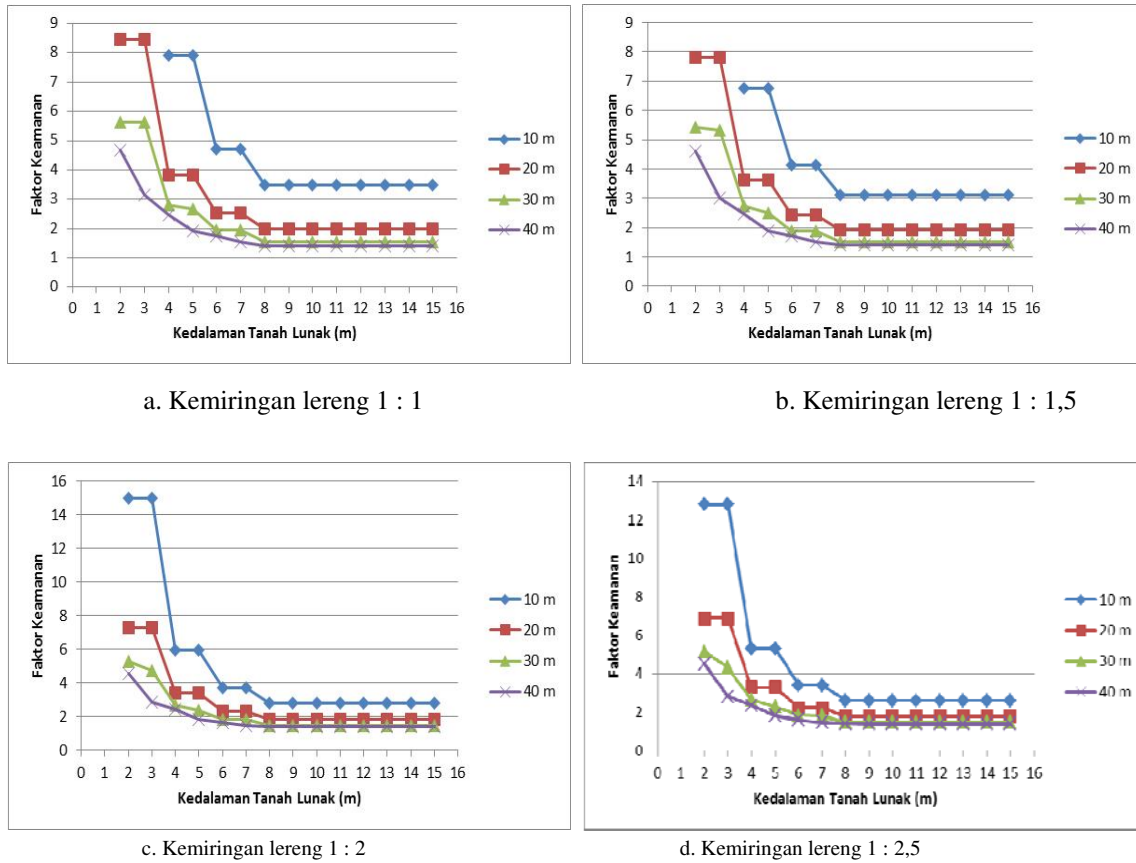 9
8
7
6
5
4
3
2
1
0
Faktor Keamanan
0 1 2 3 4 5 6 7 8 9 10 11 12 13 14 15 16
Kedalaman Tanah Lunak (m)
10 m
20 m
30 m
40 m
a. Kemiringan lereng 1 : 1
9
8
7
6
5
4
3
2
1
0
Faktor Keamanan
0 1 2 3 4 5 6 7 8 9 10 11 12 13 14 15 16
Kedalaman Tanah Lunak (m)
10 m
20 m
30 m
40 m
b. Kemiringan lereng 1 : 1,5
16
14
12
10
8
6
4
2
0
Faktor Keamanan
0 1 2 3 4 5 6 7 8 9 10 11 12 13 14 15 16
Kedalaman Tanah Lunak (m)
10 m
20 m
30 m
40 m
c. Kemiringan lereng 1 : 2
14
12
10
8
6
4
2
0
Faktor Keamanan
0 1 2 3 4 5 6 7 8 9 10 11 12 13 14 15 16
Kedalaman Tanah Lunak (m)
10 m
20 m
30 m
40 m
d. Kemiringan lereng 1 : 2,5